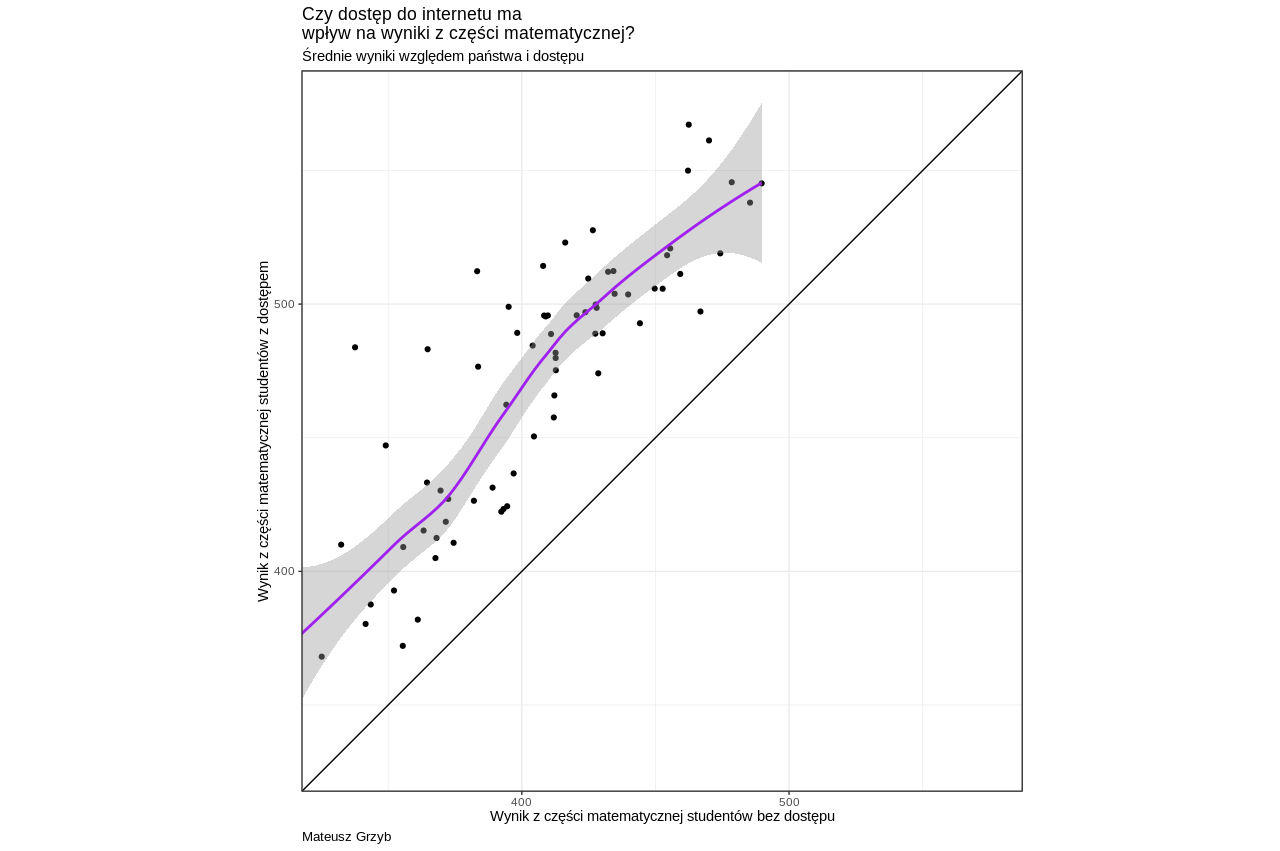 Czy dostęp do internetu ma
wpływ na wyniki z części matematycznej?
Średnie wyniki względem państwa i dostępu
Wynik z części matematycznej studentów z dostępem
500
400
400
500
Wynik z części matematycznej studentów bez dostępu
Mateusz Grzyb